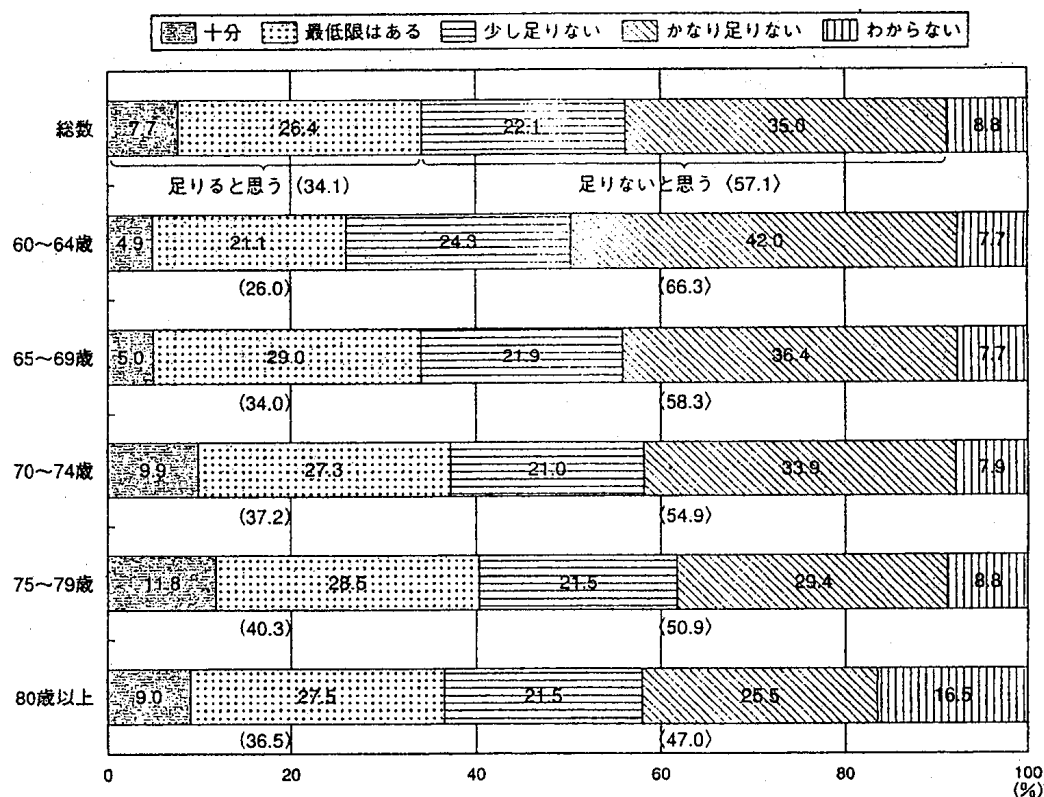 十分 最低限はある 少し足りない かなり足りない わからない
総数 7.7 26.4 22.1 35.0 8.8
足りると思う (34.1) 足りないと思う 〈57.1〉
60〜64歳 4.9 21.1 24.3 42.0 7.7
(26.0) 〈66.3〉
65〜69歳 5.0 29.0 21.9 36.4 7.7
(34.0) 〈58.3〉
70〜74歳 9.9 27.3 21.0 33.9 7.9
(37.2) 〈54.9〉
75〜79歳 11.8 28.5 21.5 29.4 8.8
(40.3) 〈50.9〉
80歳以上 9.0 27.5 21.5 25.5 16.5
(36.5) 〈47.0〉
0 20 40 60 80 100
(%)